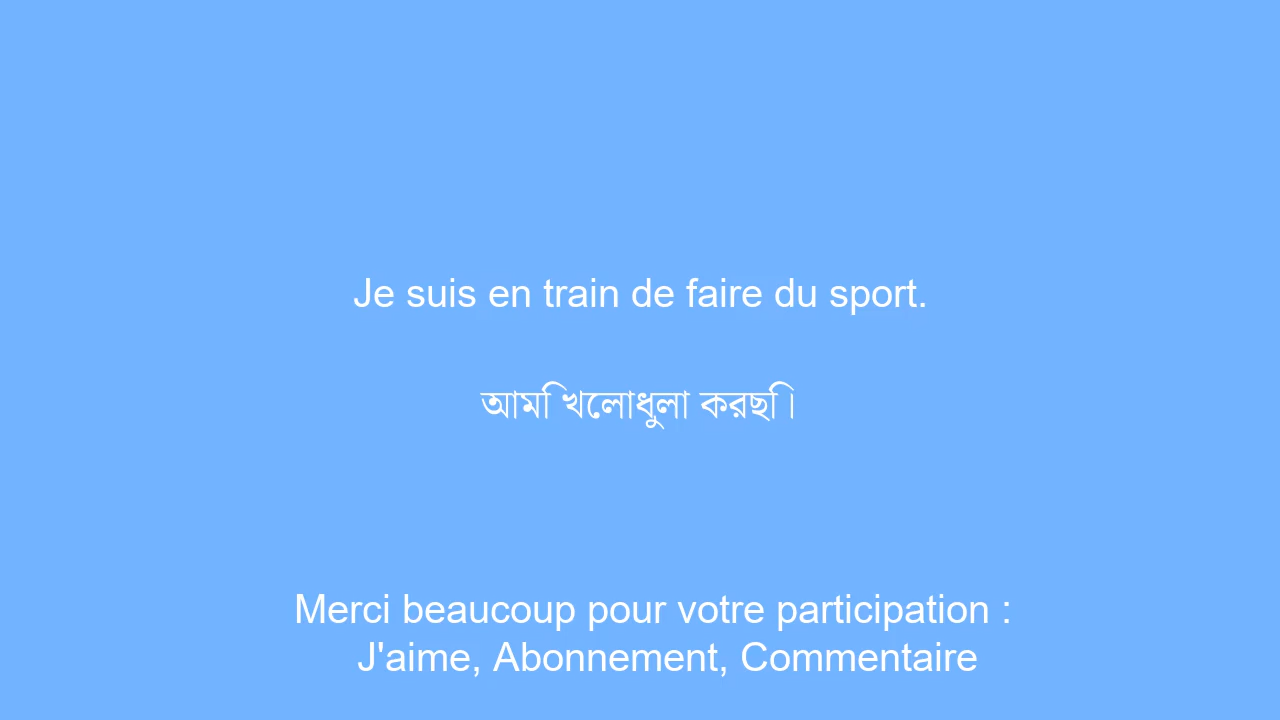 Je suis en train de faire du sport.
আমি খেলাধুলা করছি।
Merci beaucoup pour votre participation :
J'aime, Abonnement, Commentaire